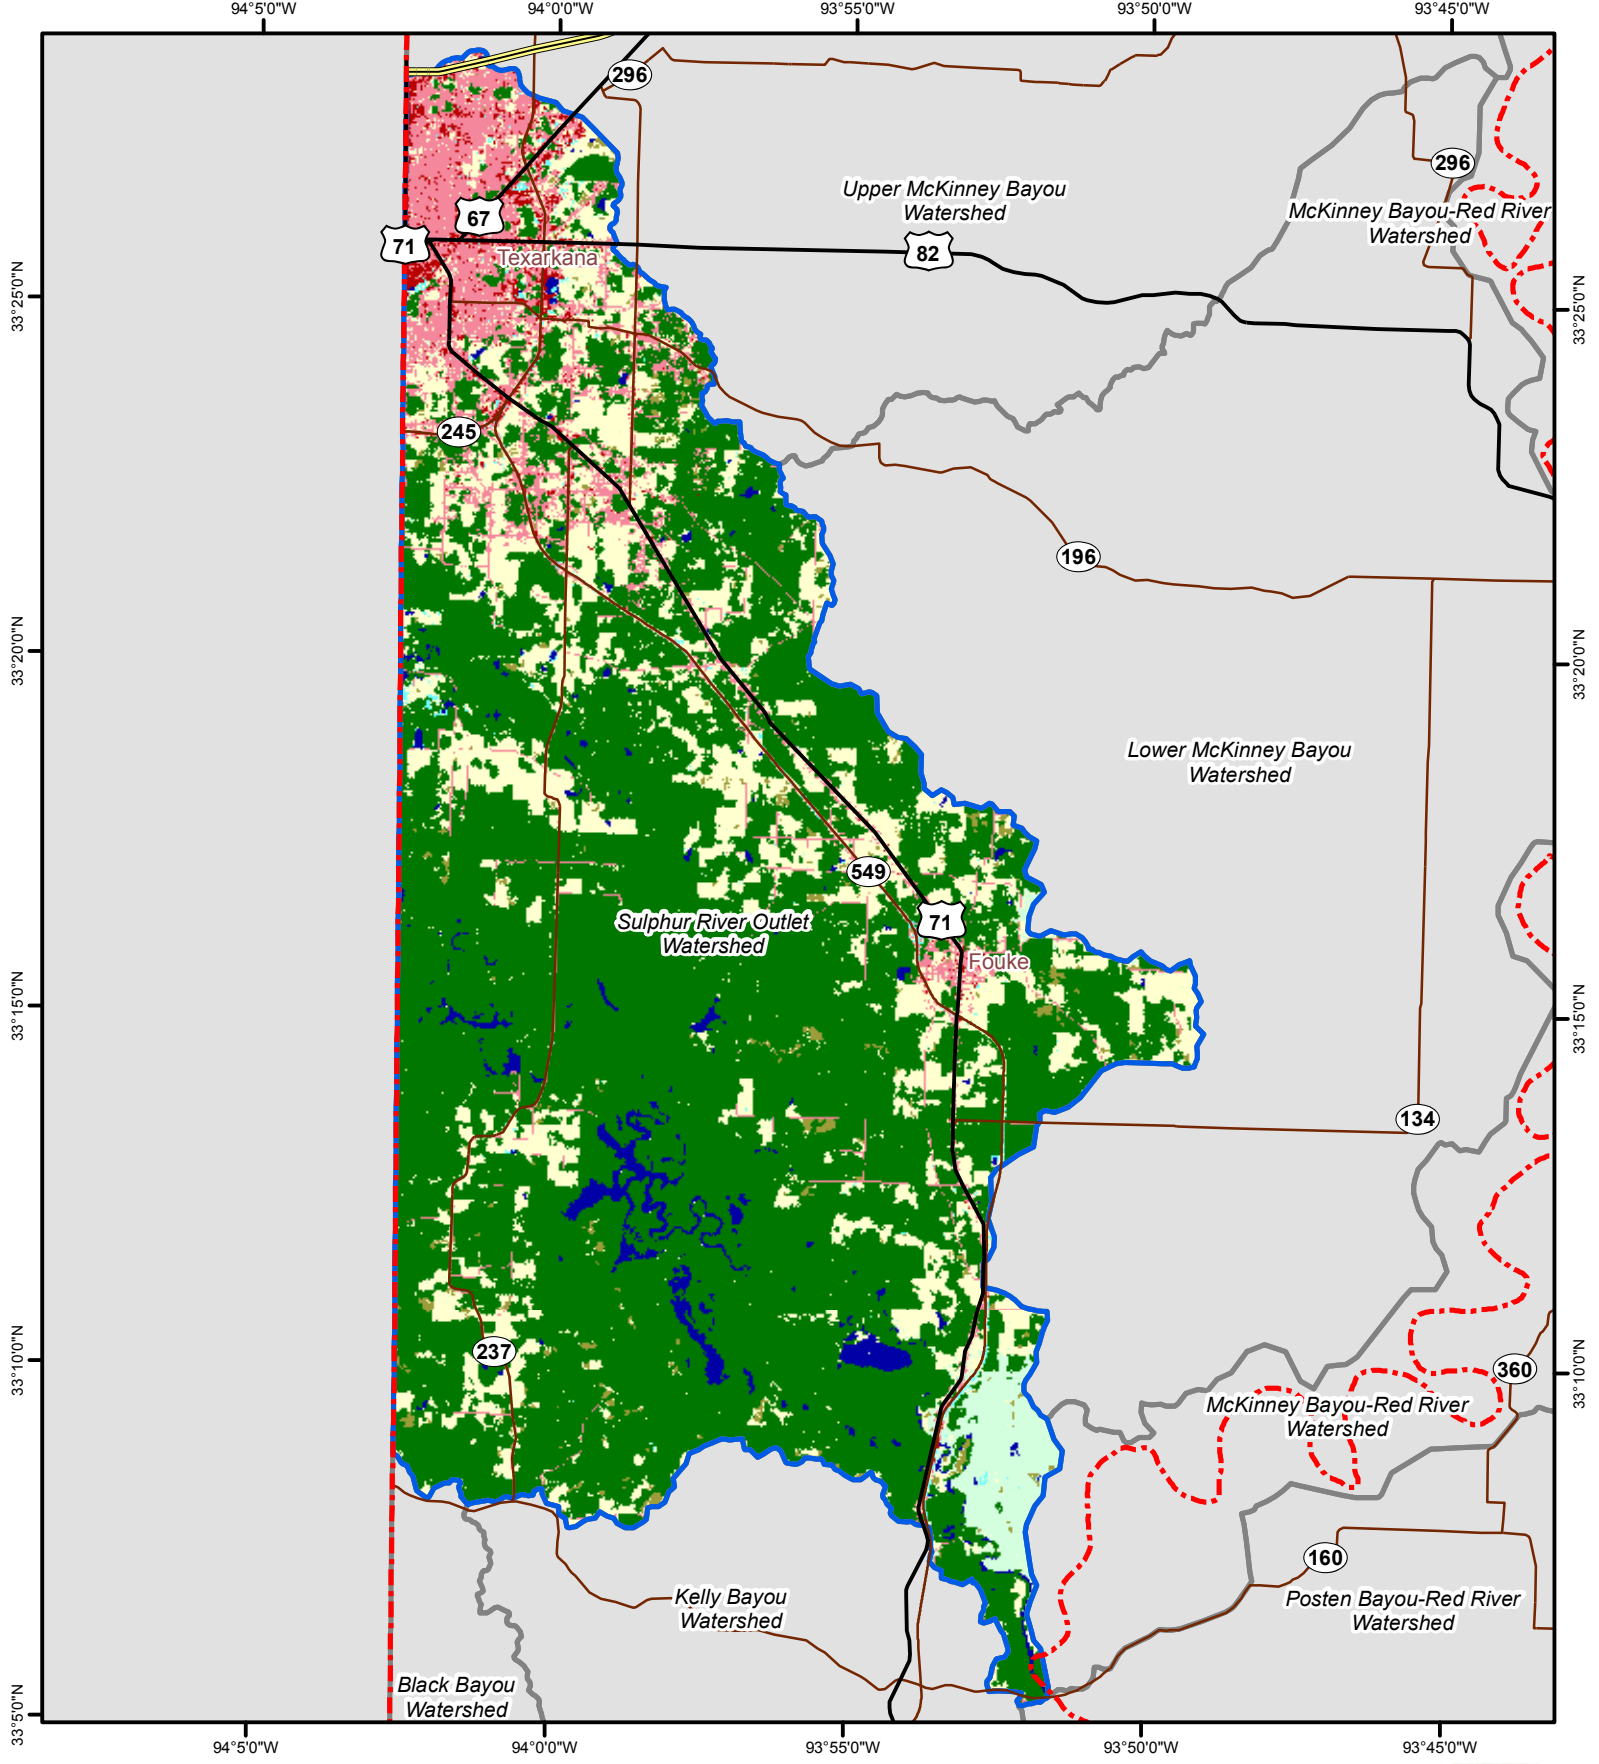 94°5'0"W
94°0'0"W
93°55'0"W
93°50'0"W
93°45'0"W
296
296
Upper McKinney Bayou
Watershed
McKinney Bayou-Red River
Watershed
67
71
82
Texarkana
33°25'0"N
33°25'0"N
245
196
33°20'0"N
33°20'0"N
Lower McKinney Bayou
Watershed
549
71
Sulphur River Outlet
Watershed
Fouke
33°15'0"N
33°15'0"N
134
237
33°10'0"N
33°10'0"N
360
McKinney Bayou-Red River
Watershed
160
Kelly Bayou
Watershed
Posten Bayou-Red River
Watershed
Black Bayou
Watershed
33°5'0"N
94°5'0"W
94°0'0"W
93°55'0"W
93°50'0"W
93°45'0"W